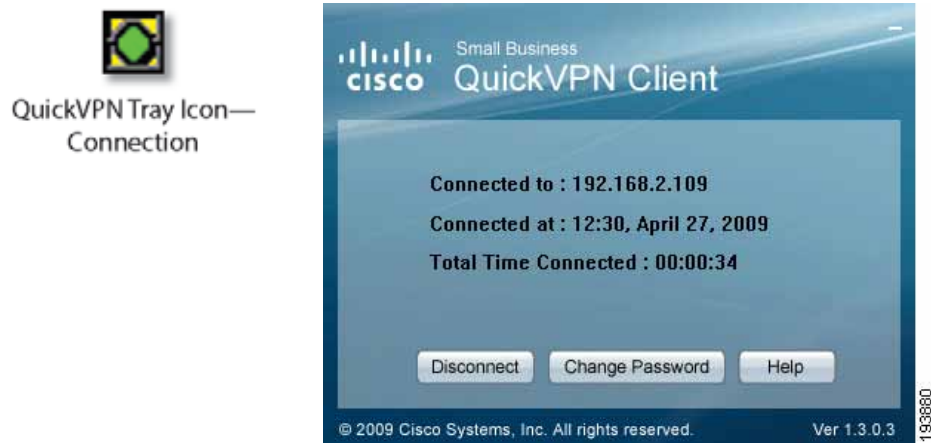 QuickVPN Tray Icon—
Connection
Small Business
CISCO QuickVPN Client
Connected to : 192.168.2.109
Connected at : 12:30, April 27, 2009
Total Time Connected : 00:00:34
Disconnect Change Password Help
© 2009 Cisco Systems, Inc. All rights reserved. Ver 1.3.0.3
193880